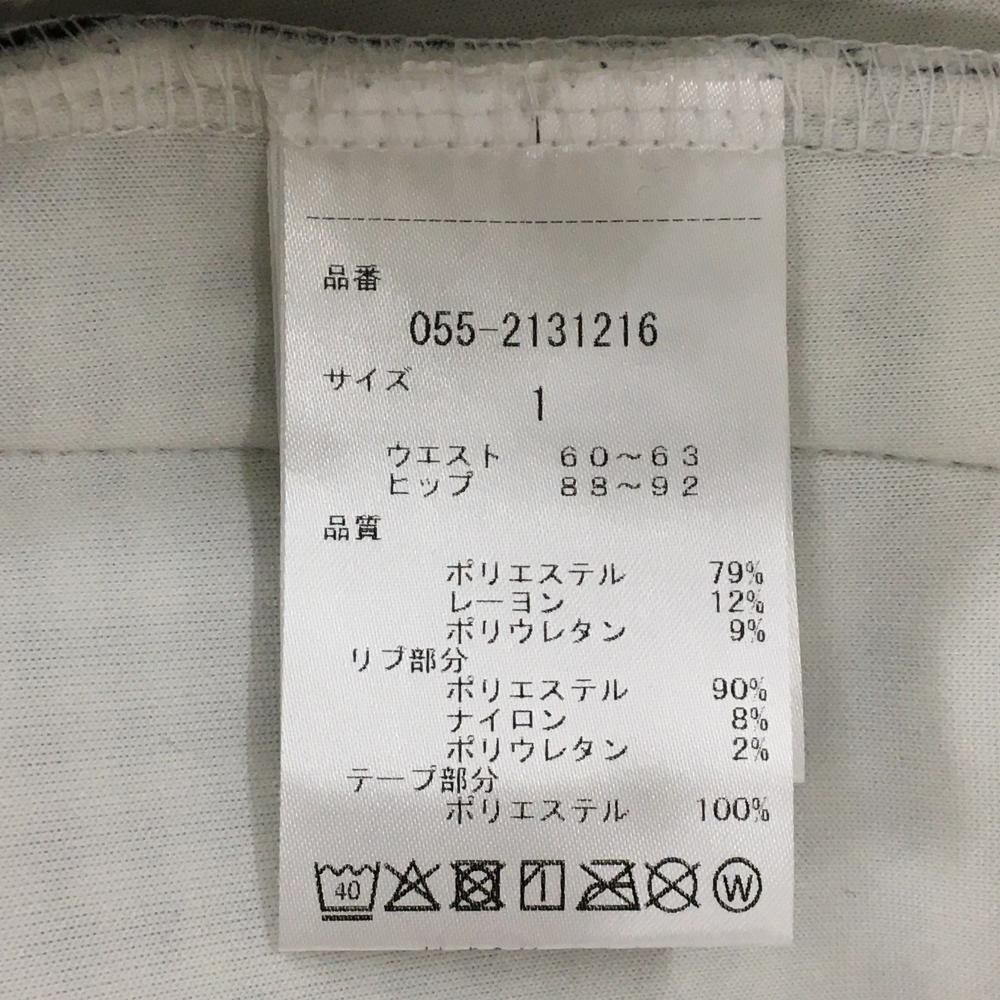 品番
055-2131216
サイズ
1
ウエスト 60～63
ヒップ 88～92
品質
ポリエステル 79%
レーヨン 12%
ポリウレタン 9%
リブ部分
ポリエステル 90%
ナイロン 8%
ポリウレタン 2%
テープ部分
ポリエステル 100%
40 W